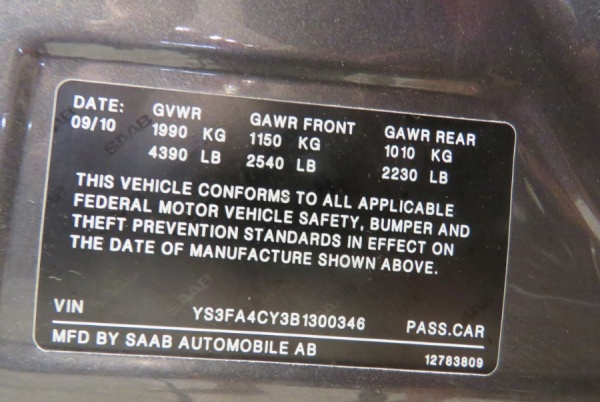 DATE: GVWR GAWR FRONT GAWR REAR
09/10 1990 KG 1150 KG 1010 KG
4390 LB 2540 LB 2230 LB
THIS VEHICLE CONFORMS TO ALL APPLICABLE
FEDERAL MOTOR VEHICLE SAFETY, BUMPER AND
THEFT PREVENTION STANDARDS IN EFFECT ON
THE DATE OF MANUFACTURE SHOWN ABOVE.
VIN YS3FA4CY3B1300346 PASS.CAR
MFD BY SAAB AUTOMOBILE AB 12783809